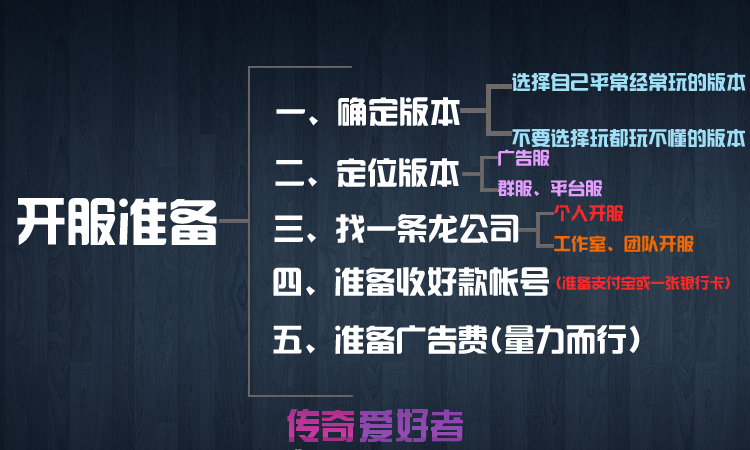 开服准备
一、确定版本
选择自己平常经常玩的版本
不要选择玩都玩不懂的版本
二、定位版本
广告服
群服、平台服
三、找一条龙公司
个人开服
工作室、团队开服
四、准备收好款帐号
(准备支付宝或一张银行卡)
五、准备广告费(量力而行)
传奇爱好者